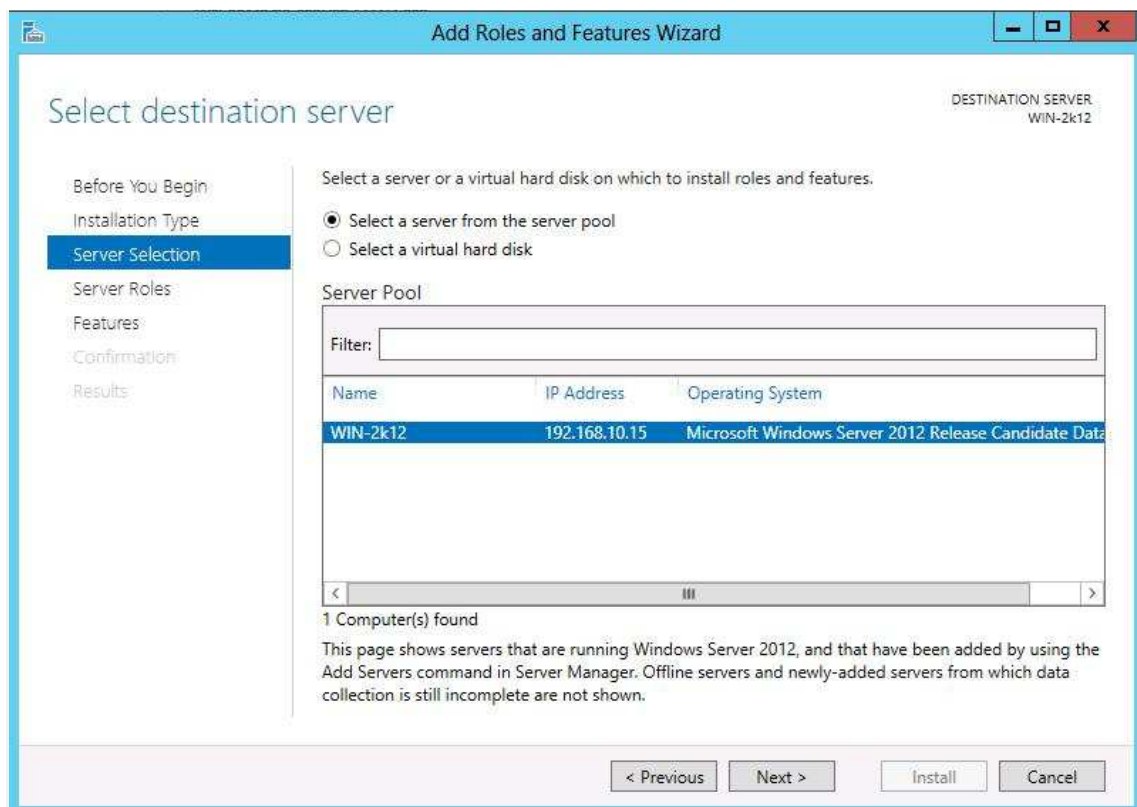 Add Roles and Features Wizard
Select destination server
DESTINATION SERVER
WIN-2k12
Before You Begin
Installation Type
Server Selection
Server Roles
Features
Confirmation
Results
Select a server or a virtual hard disk on which to install roles and features.
Select a server from the server pool
Select a virtual hard disk
Server Pool
Filter:
Name IP Address Operating System
WIN-2k12 192.168.10.15 Microsoft Windows Server 2012 Release Candidate Data
1 Computer(s) found
This page shows servers that are running Windows Server 2012, and that have been added by using the
Add Servers command in Server Manager. Offline servers and newly-added servers from which data
collection is still incomplete are not shown.
< Previous Next > Install Cancel